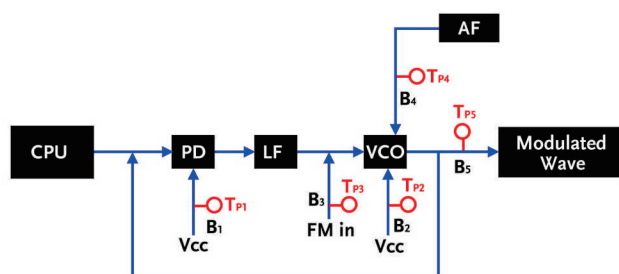 AF
TP4
B4
TP5
CPU
PD
LF
VCO
Modulated
Wave
B5
TP1
B3
TP3
TP2
B1
FM in
B2
Vcc
Vcc